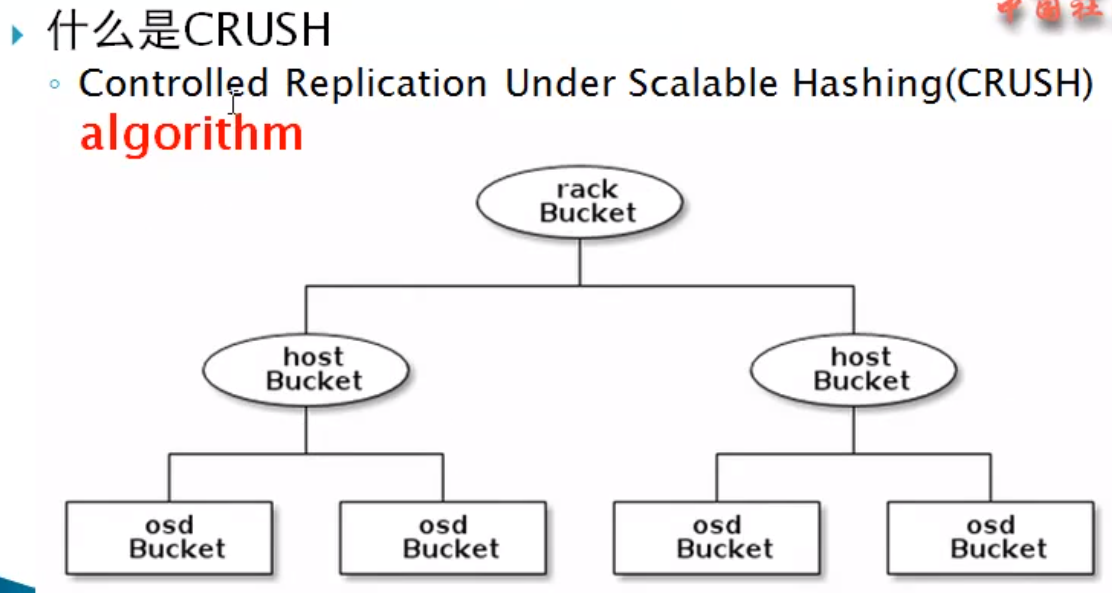 什么是CRUSH
Controlled Replication Under Scalable Hashing(CRUSH)
algorithm
rack
Bucket
host
Bucket
host
Bucket
osd
Bucket
osd
Bucket
osd
Bucket
osd
Bucket